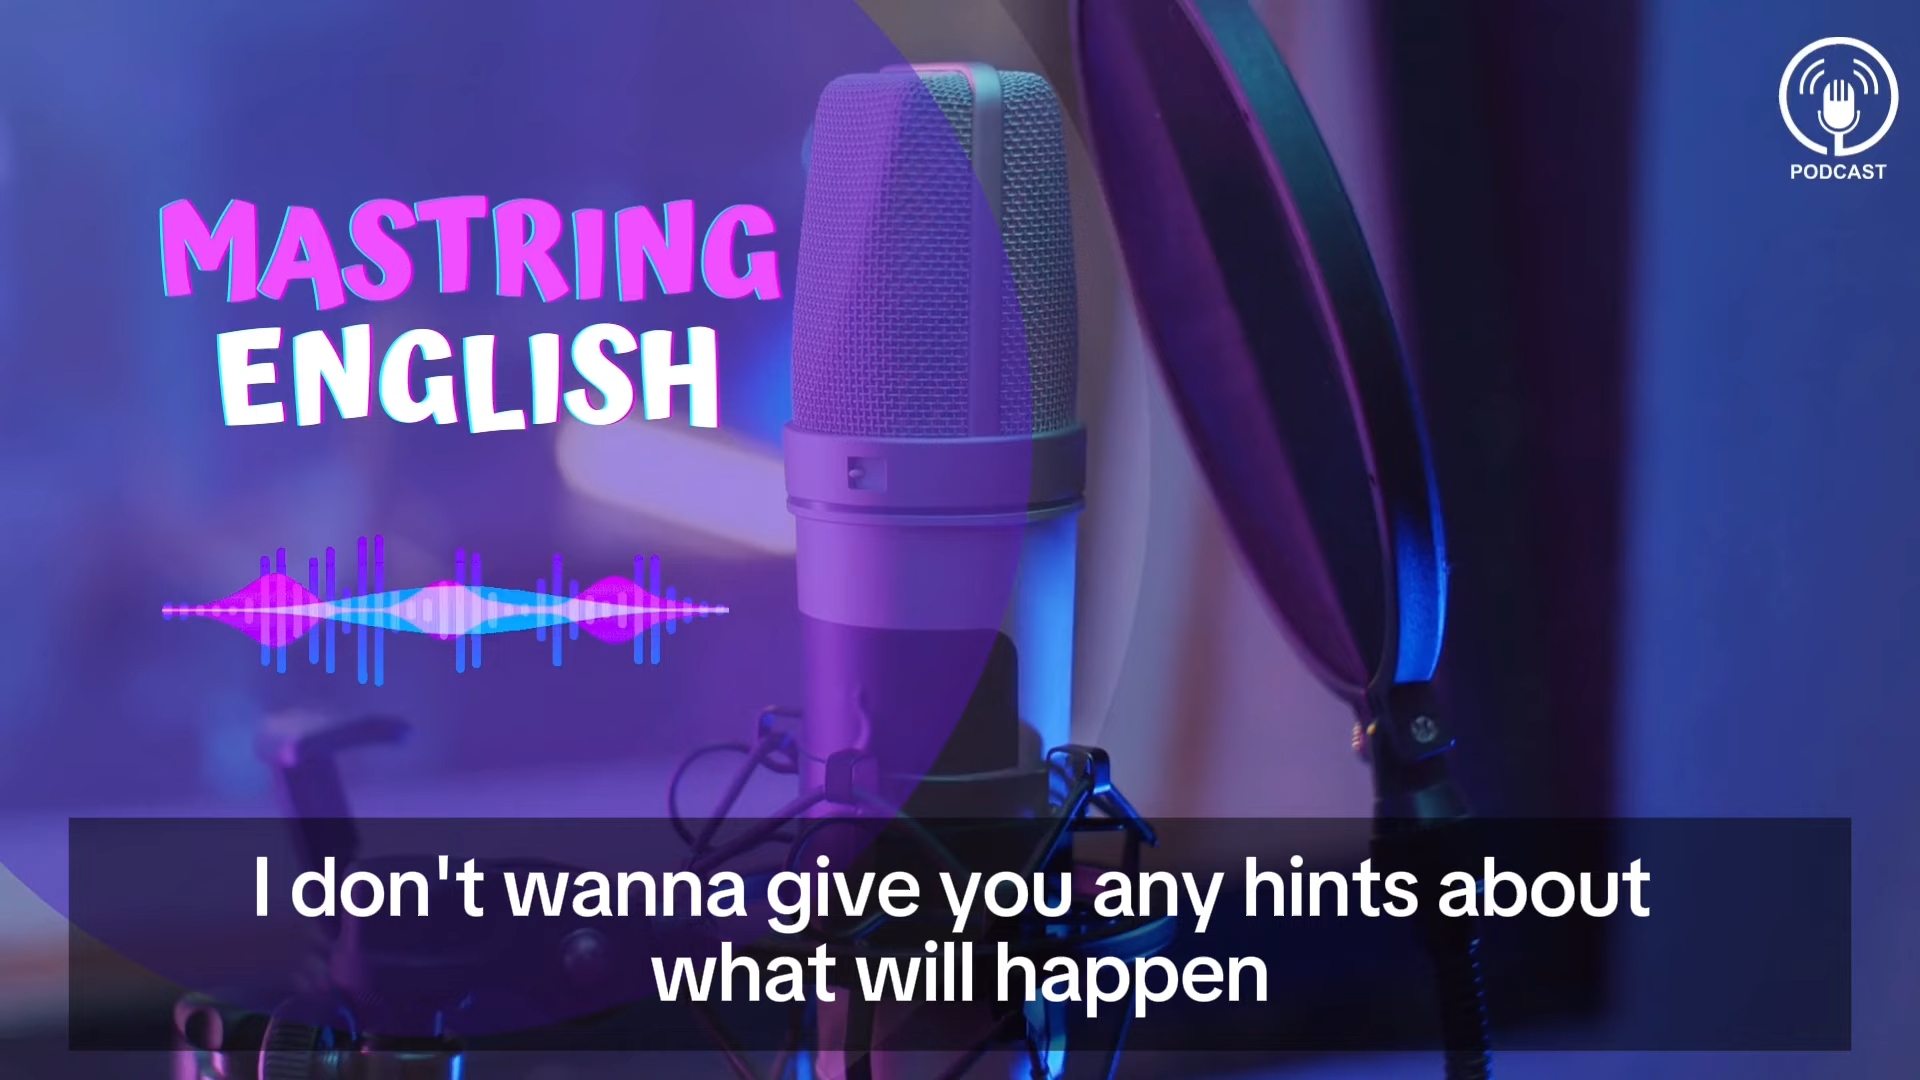 PODCAST
MASTRING
ENGLISH
I don't wanna give you any hints about
what will happen